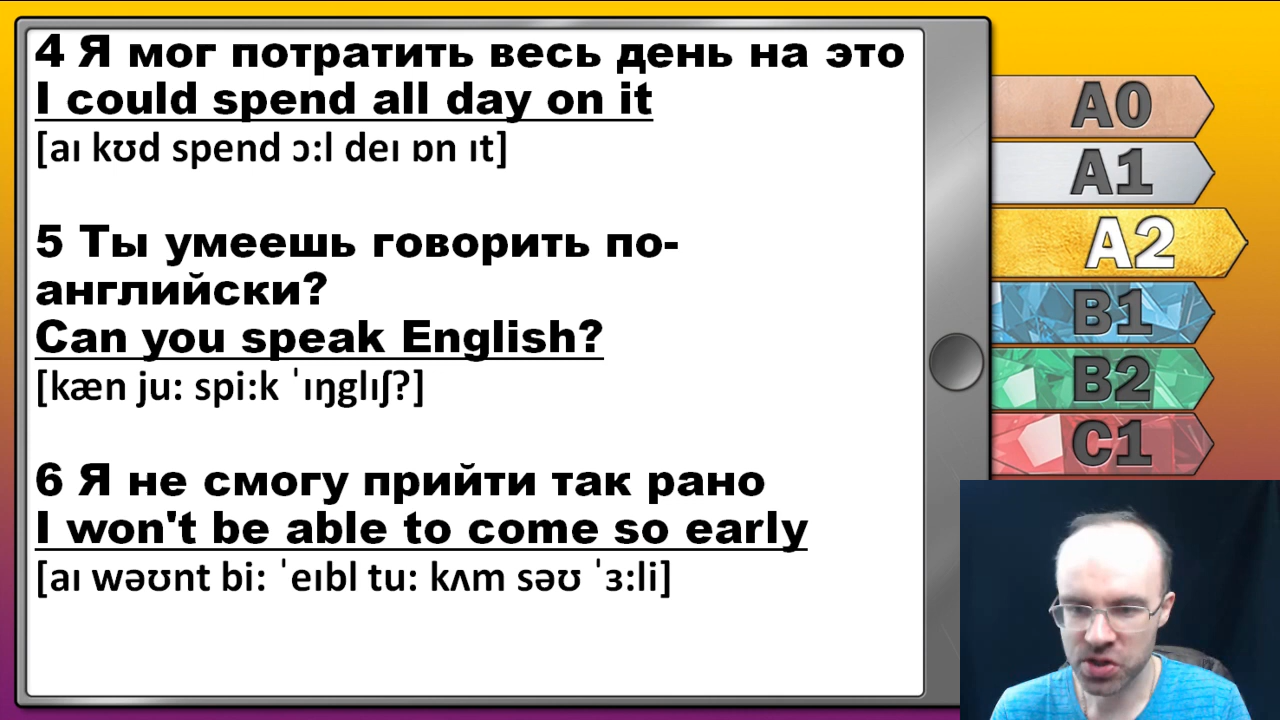 4 Я мог потратить весь день на это
I could spend all day on it
[aɪ kʊd spend ɔ:l deɪ ɒn ɪt]
5 Ты умеешь говорить по-
английски?
Can you speak English?
[kæn ju: spi:k ˈɪŋglɪʃ?]
6 Я не смогу прийти так рано
I won't be able to come so early
[aɪ wəʊnt bi: ˈeɪbl tu: kʌm səʊ ˈɜ:li]
A0
A1
A2
B1
B2
C1